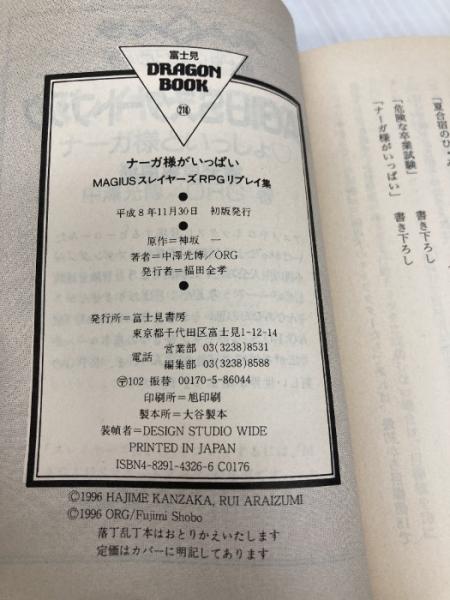 富士見
DRAGON
BOOK
216
ナーガ様がいっぱい
MAGIUSスレイヤーズRPGリプレイ集
平成8年11月30日 初版発行
原作=神坂 一
著者=中澤光博/ORG
発行者=福田全孝
発行所=富士見書房
東京都千代田区富士見1-12-14
電話 営業部 03(3238)8531
編集部 03(3238)8588
〒102 振替 00170-5-86044
印刷所=旭印刷
製本所=大谷製本
装幀者=DESIGN STUDIO WIDE
PRINTED IN JAPAN
ISBN4-8291-4326-6 C0176
©1996 HAJIME KANZAKA, RUI ARAIZUMI
©1996 ORG/Fujimi Shobo
落丁乱丁本はおとりかえいたします
定価はカバーに明記してあります
「夏合宿のひ
「危険な卒業試験」 書き下ろし
「ナーガ様がいっぱい」 書き下ろし